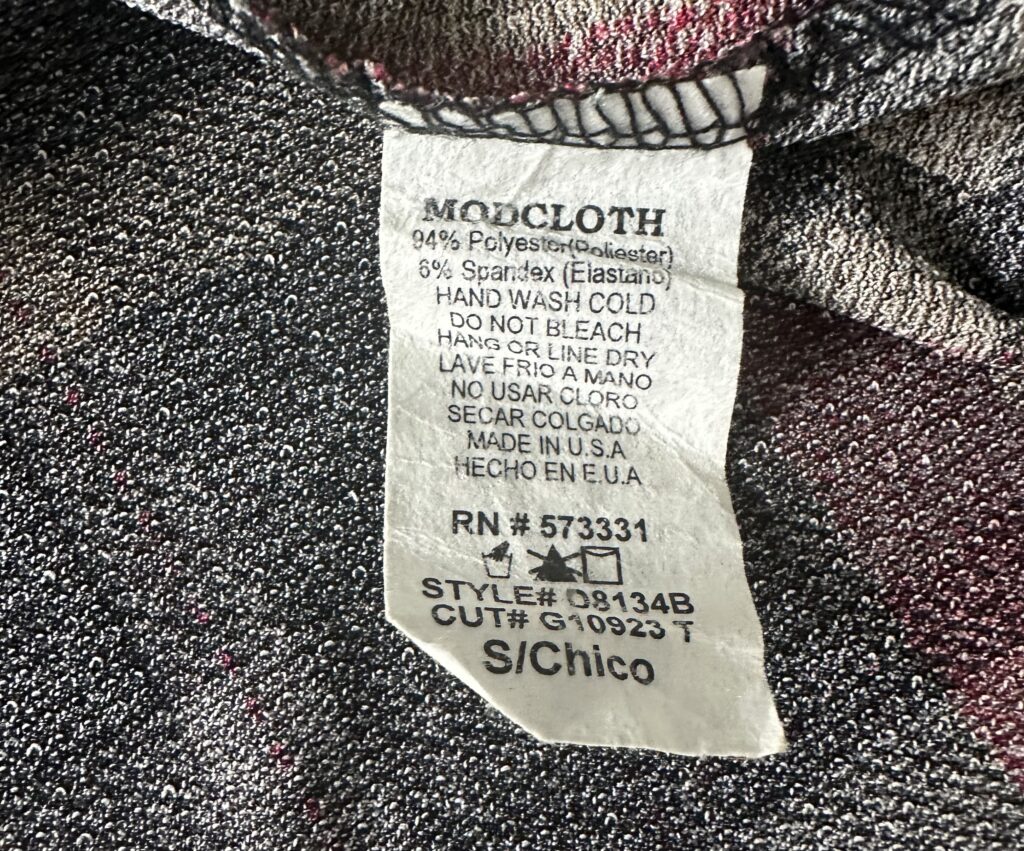 MODCLOTH
94% Polyester(Poliester)
6% Spandex (Elastano)
HAND WASH COLD
DO NOT BLEACH
HANG OR LINE DRY
LAVE FRIO A MANO
NO USAR CLORO
SECAR COLGADO
MADE IN U.S.A
HECHO EN E.U.A
RN # 573331
STYLE# D8134B
CUT# G10923 T
S/Chico